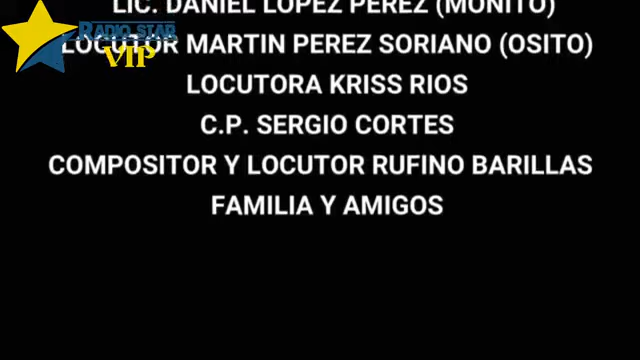 LIC. DANIEL LOPEZ PEREZ (MONITO)
RADIO STAR
VIP
LOCUTOR MARTIN PEREZ SORIANO (OSITO)
LOCUTORA KRISS RIOS
C.P. SERGIO CORTES
COMPOSITOR Y LOCUTOR RUFINO BARILLAS
FAMILIA Y AMIGOS